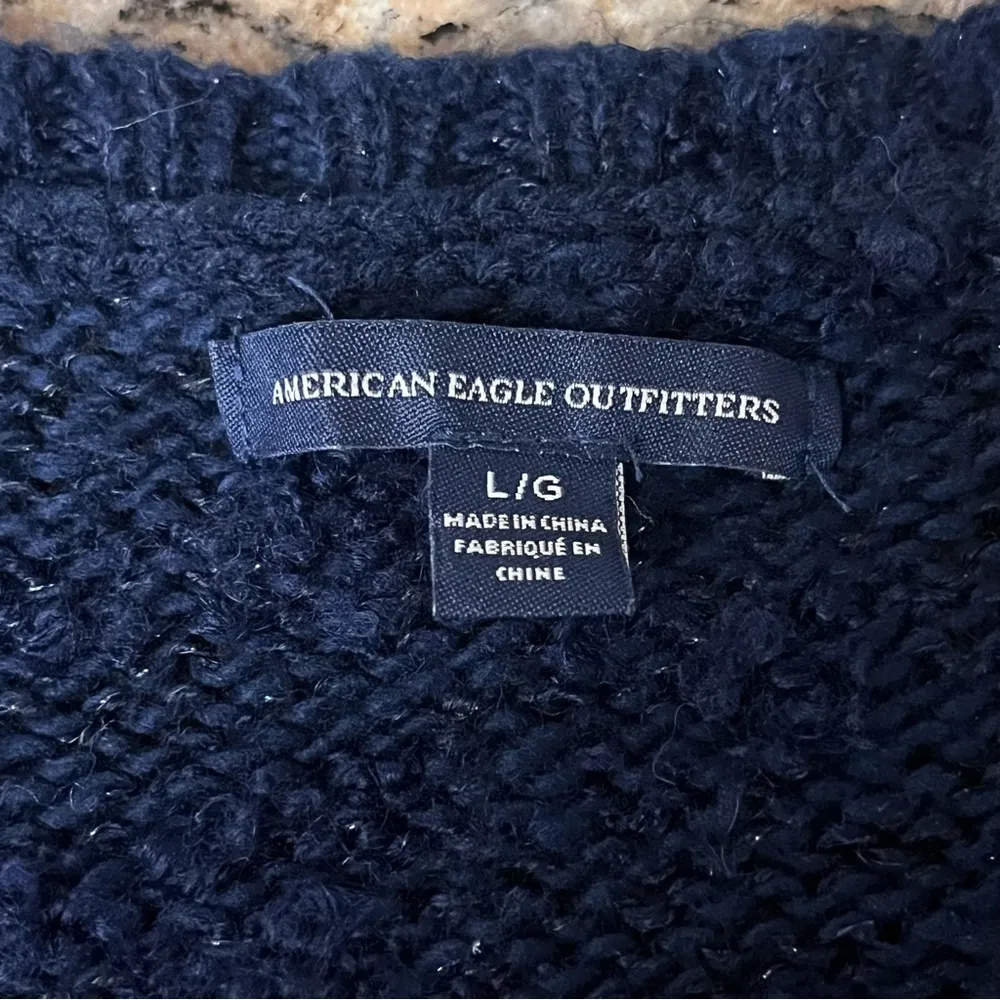 AMERICAN EAGLE OUTFITTERS
L/G
MADE IN CHINA
FABRIQUÉ EN
CHINE